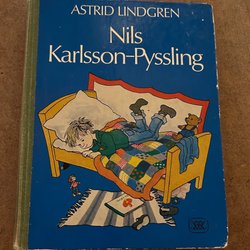 ASTRID LINDGREN
Nils
Karlsson-Pyssling